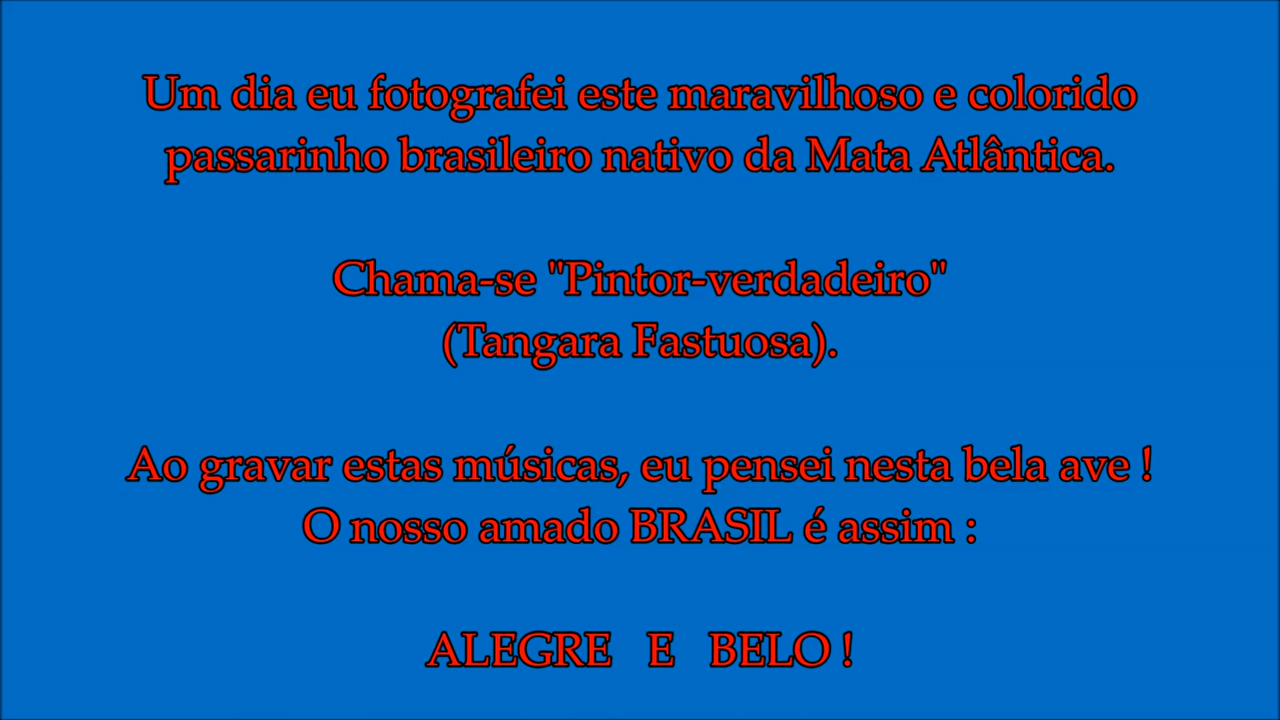 Um dia eu fotografei este maravilhoso e colorido
passarinho brasileiro nativo da Mata Atlântica.
Chama-se "Pintor-verdadeiro"
(Tangara Fastuosa).
Ao gravar estas músicas, eu pensei nesta bela ave !
O nosso amado BRASIL é assim :
ALEGRE E BELO !